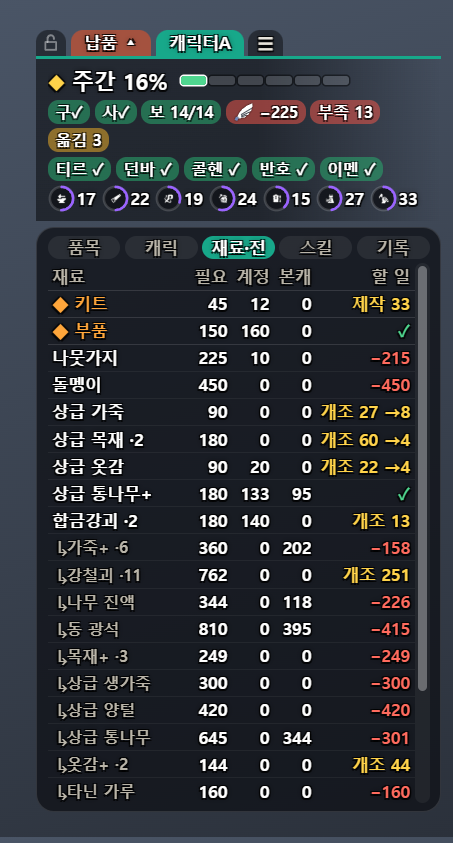 납품 ▲ 캐릭터A ☰
◆ 주간 16%
구✓ 사✓ 보 14/14 −225 부족 13
옮김 3
티르 ✓ 던바 ✓ 콜헨 ✓ 반호 ✓ 이멘 ✓
17 22 19 24 15 27 33
품목 캐릭 재료·전 스킬 기록
재료 필요 계정 본캐 할 일
◆ 키트 45 12 0 제작 33
◆ 부품 150 160 0 ✓
나뭇가지 225 10 0 −215
돌멩이 450 0 0 −450
상급 가죽 90 0 0 개조 27 →8
상급 목재 ·2 180 0 0 개조 60 →4
상급 옷감 90 20 0 개조 22 →4
상급 통나무+ 180 133 95 ✓
합금강괴 ·2 180 140 0 개조 13
↳가죽+ ·6 360 0 202 −158
↳강철괴 ·11 762 0 0 개조 251
↳나무 진액 344 0 118 −226
↳동 광석 810 0 395 −415
↳목재+ ·3 249 0 0 −249
↳상급 생가죽 300 0 0 −300
↳상급 양털 420 0 0 −420
↳상급 통나무 645 0 344 −301
↳옷감+ ·2 144 0 0 개조 44
↳타닌 가루 160 0 0 −160